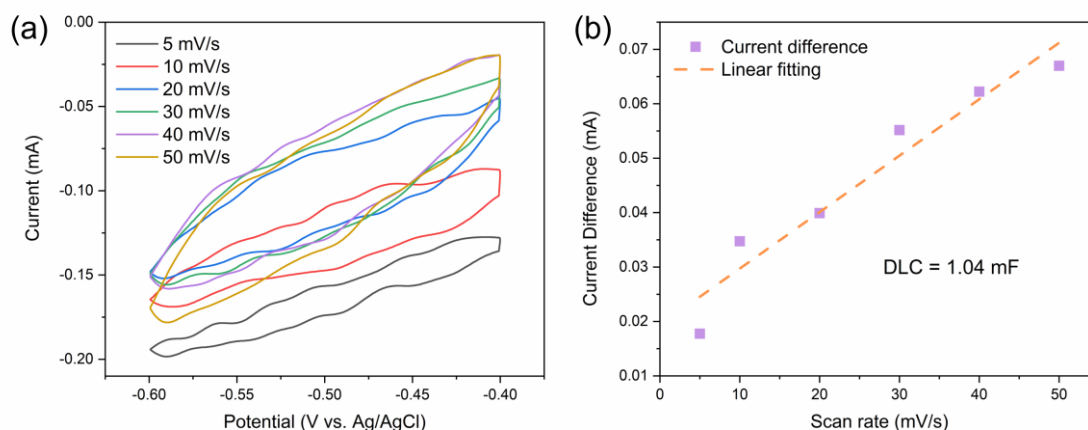 (a)
0.00
-0.05
-0.10
-0.15
-0.20
Current (mA)
5 mV/s
10 mV/s
20 mV/s
30 mV/s
40 mV/s
50 mV/s
-0.60
-0.55
-0.50
-0.45
-0.40
Potential (V vs. Ag/AgCl)
(b)
0.07
0.06
0.05
0.04
0.03
0.02
0.01
Current Difference (mA)
Current difference
Linear fitting
DLC = 1.04 mF
0
10
20
30
40
50
Scan rate (mV/s)